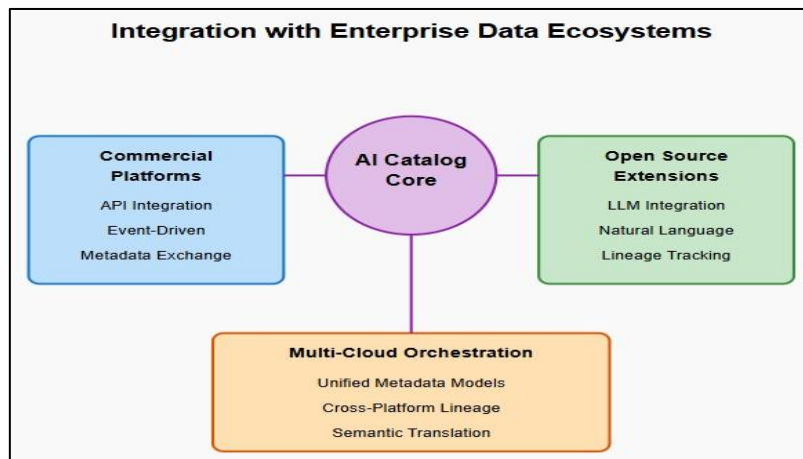 Integration with Enterprise Data Ecosystems
Commercial
Platforms
API Integration
Event-Driven
Metadata Exchange
AI Catalog
Core
Open Source
Extensions
LLM Integration
Natural Language
Lineage Tracking
Multi-Cloud Orchestration
Unified Metadata Models
Cross-Platform Lineage
Semantic Translation